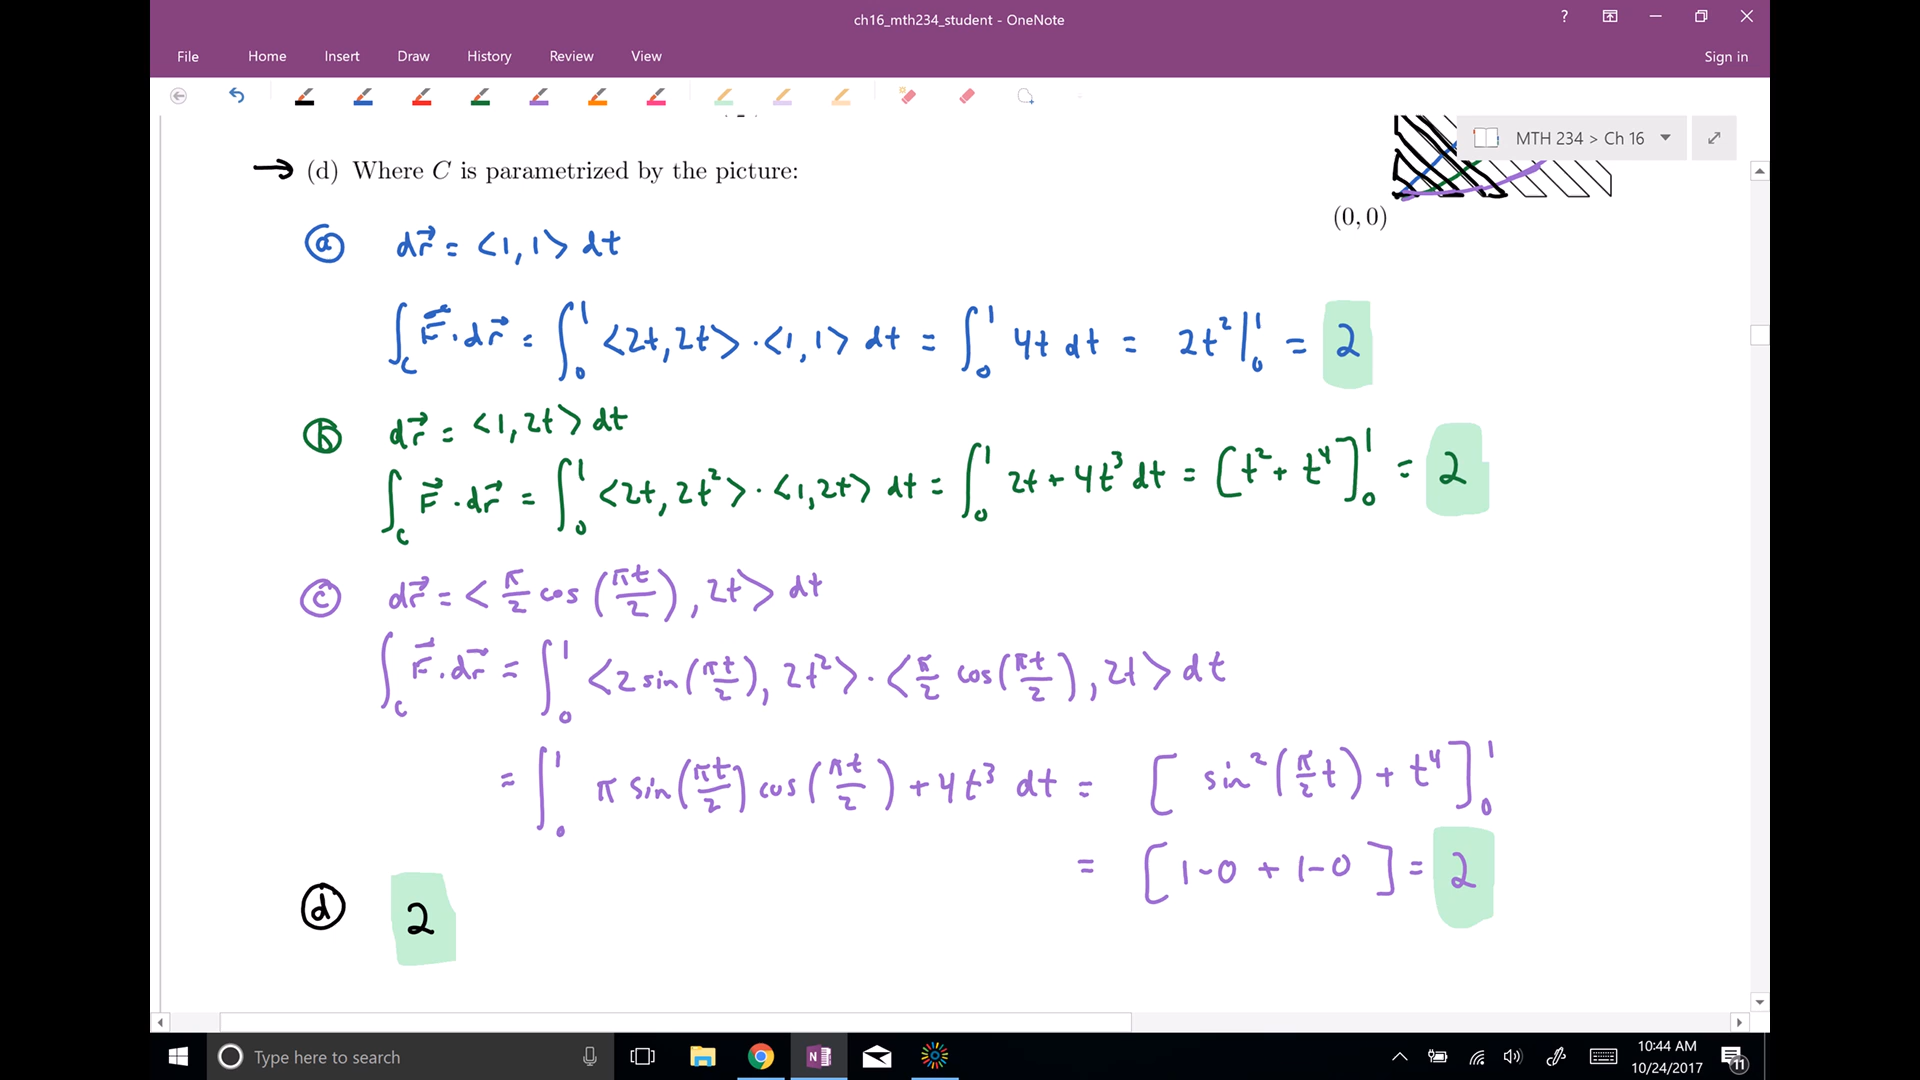 ch16_mth234_student - OneNote
File Home Insert Draw History Review View Sign in
MTH 234 > Ch 16
→ (d) Where C is parametrized by the picture:
(0, 0)
ⓐ dr⃗ = <1, 1> dt
∫_C F⃗ · dr⃗ = ∫_0^1 <2t, 2t> · <1, 1> dt = ∫_0^1 4t dt = 2t² |_0^1 = 2
ⓑ dr⃗ = <1, 2t> dt
∫_C F⃗ · dr⃗ = ∫_0^1 <2t, 2t²> · <1, 2t> dt = ∫_0^1 2t + 4t³ dt = [t² + t⁴]_0^1 = 2
ⓒ dr⃗ = <π/2 cos(πt/2), 2t> dt
∫_C F⃗ · dr⃗ = ∫_0^1 <2 sin(πt/2), 2t²> · <π/2 cos(πt/2), 2t> dt
= ∫_0^1 π sin(πt/2) cos(πt/2) + 4t³ dt = [sin²(π/2 t) + t⁴]_0^1
= [1-0 + 1-0] = 2
ⓓ 2
Type here to search
10:44 AM
10/24/2017
11